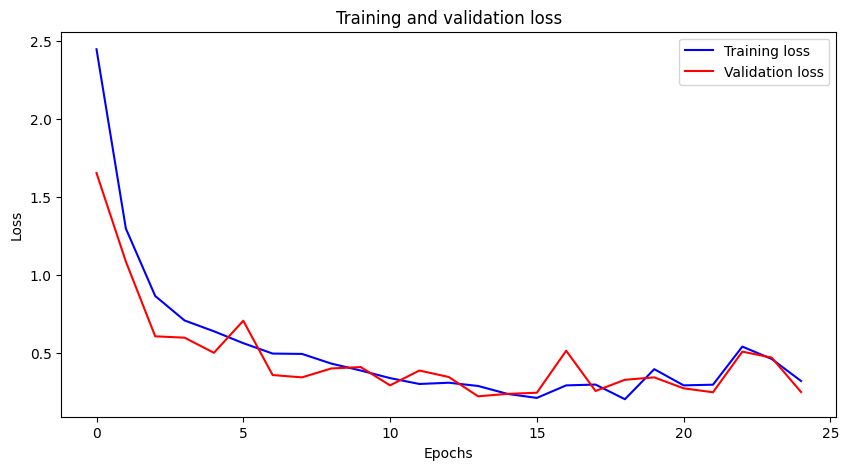 Training and validation loss
Training loss
Validation loss
Loss
2.5
2.0
1.5
1.0
0.5
0
5
10
15
20
25
Epochs